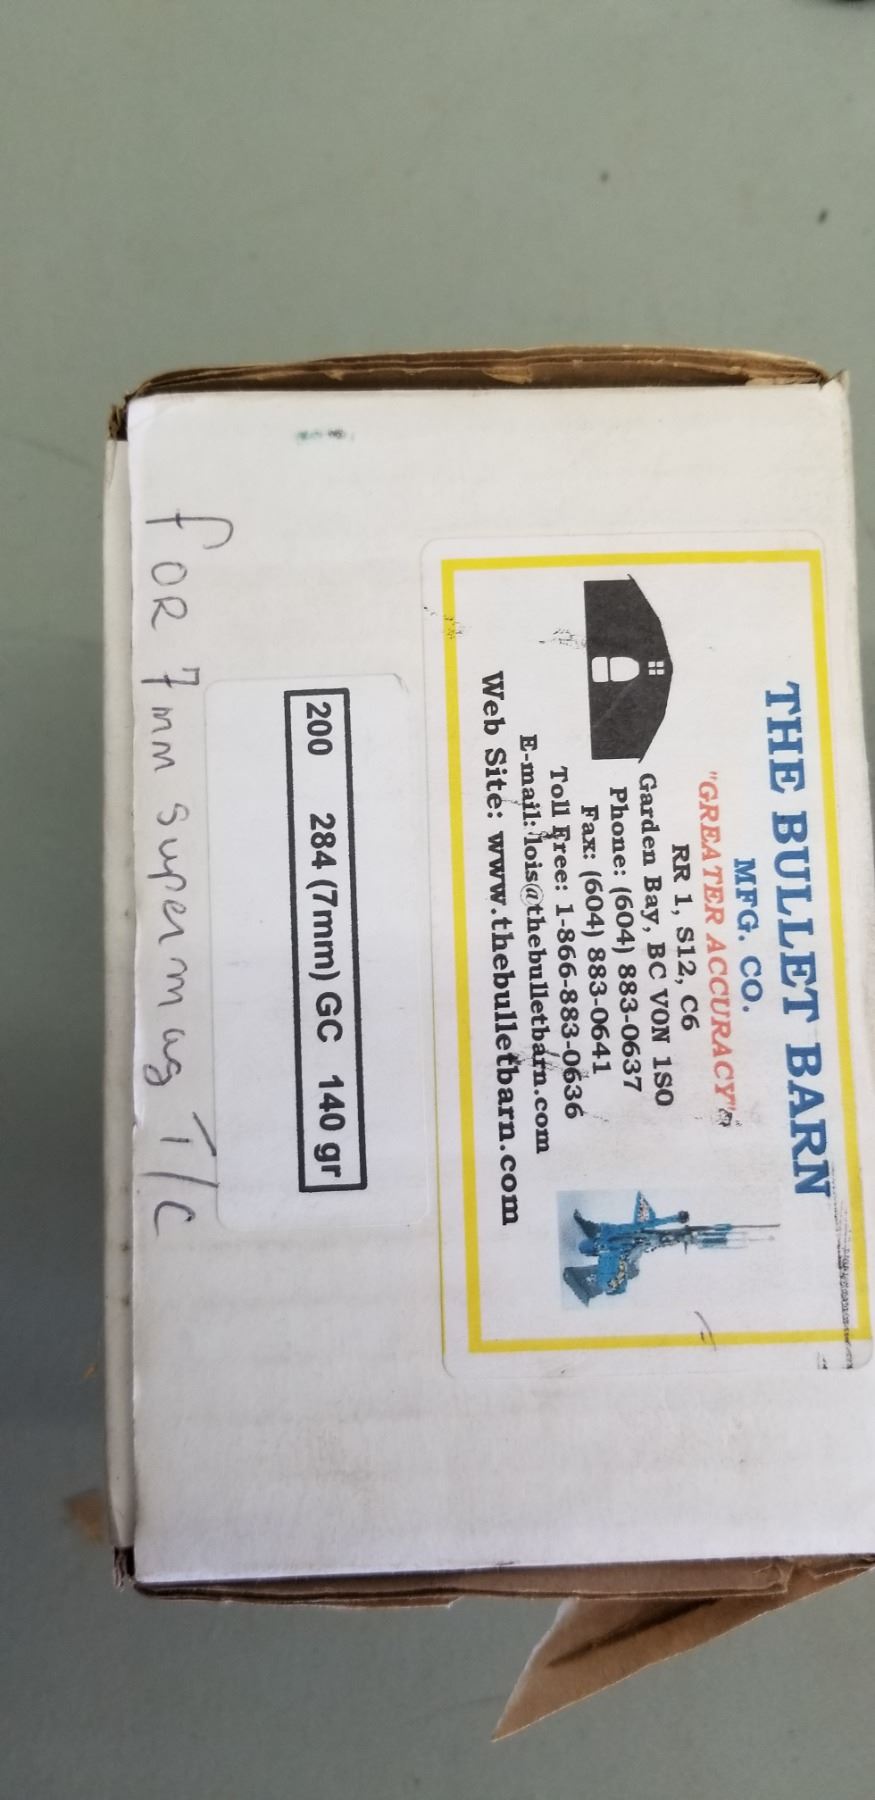 THE BULLET BARN
MFG. CO.
"GREATER ACCURACY"
RR 1, S12, C6
Garden Bay, BC V0N 1S0
Phone: (604) 883-0637
Fax: (604) 883-0641
Toll Free: 1-866-883-0636
E-mail: lois@thebulletbarn.com
Web Site: www.thebulletbarn.com
200 284 (7mm) GC 140 gr
FOR 7mm super mag T/C